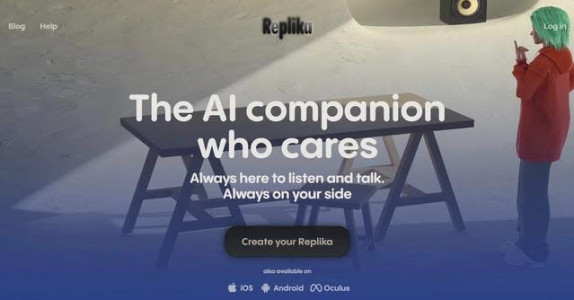 Blog Help Replika Log in
The AI companion
who cares
Always here to listen and talk.
Always on your side
Create your Replika
also available on
iOS Android Oculus